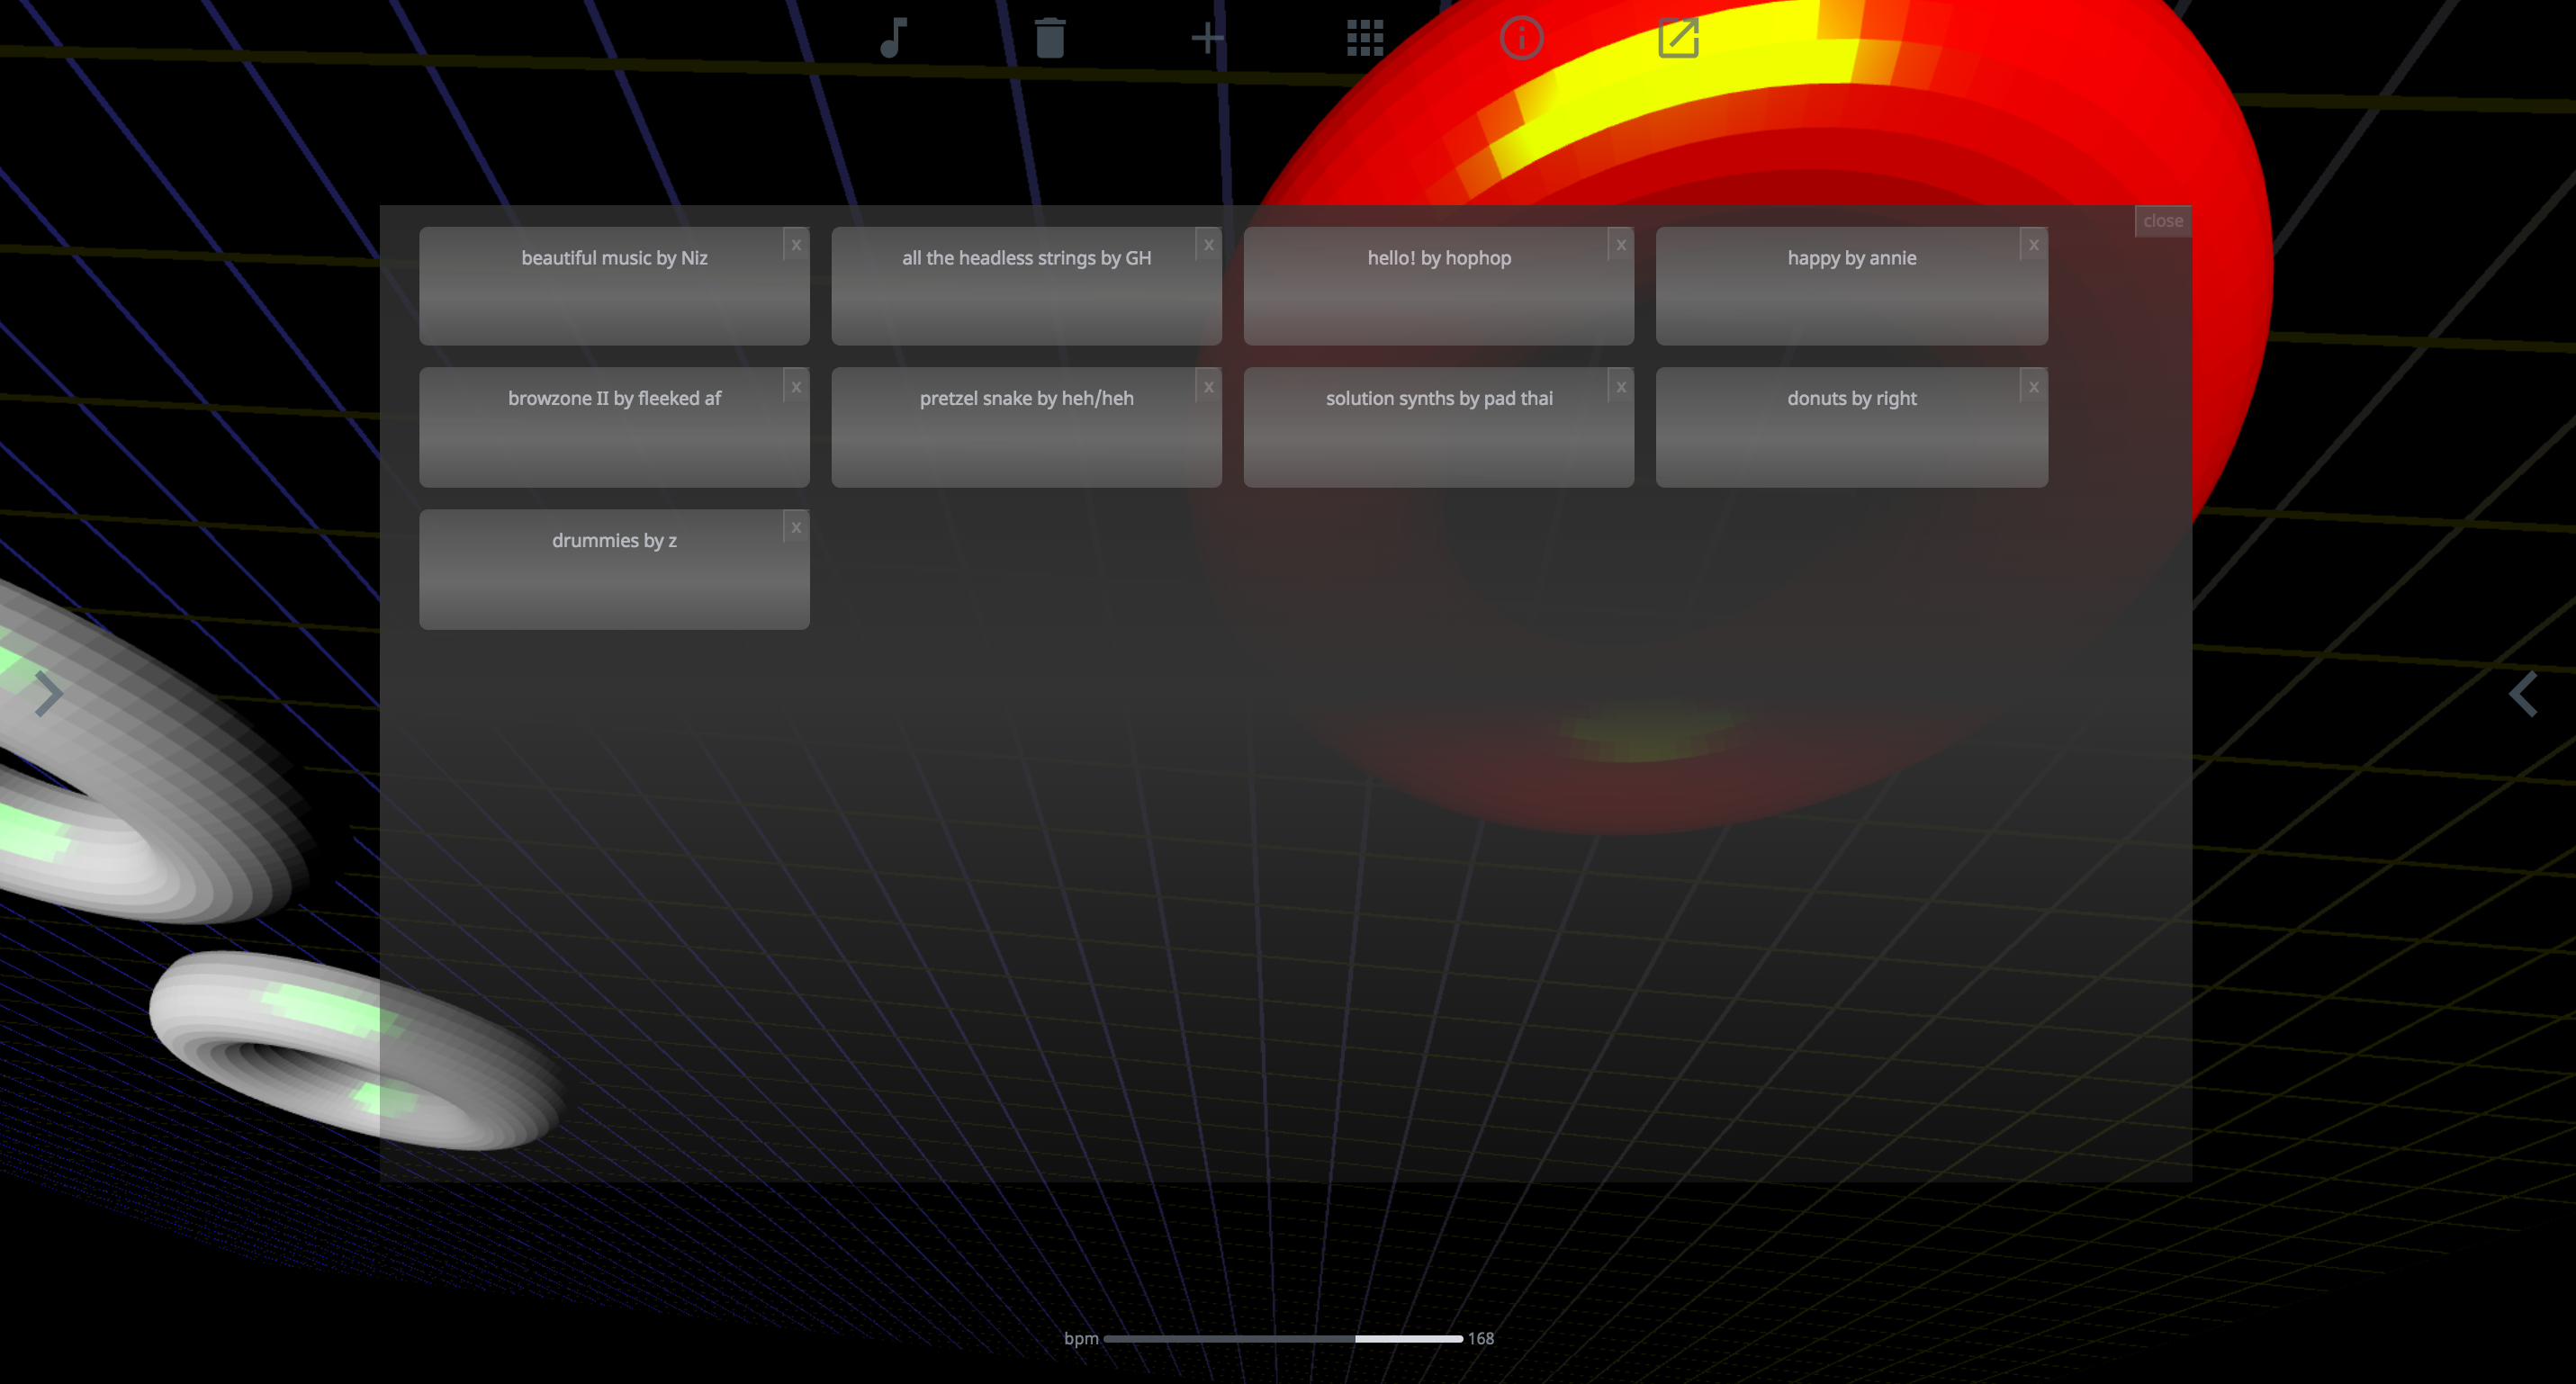 close
beautiful music by Niz x
all the headless strings by GH x
hello! by hophop x
happy by annie x
browzone II by fleeked af x
pretzel snake by heh/heh x
solution synths by pad thai x
donuts by right x
drummies by z x
bpm 168